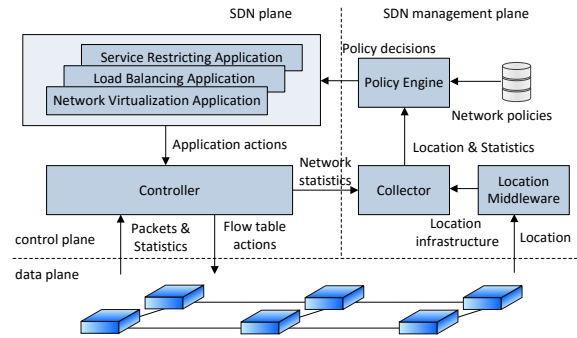 SDN plane
SDN management plane
Service Restricting Application
Load Balancing Application
Network Virtualization Application
Policy decisions
Policy Engine
Network policies
Application actions
Location & Statistics
Controller
Network
statistics
Collector
Location
Middleware
control plane
Packets &
Statistics
Flow table
actions
Location
infrastructure
Location
data plane